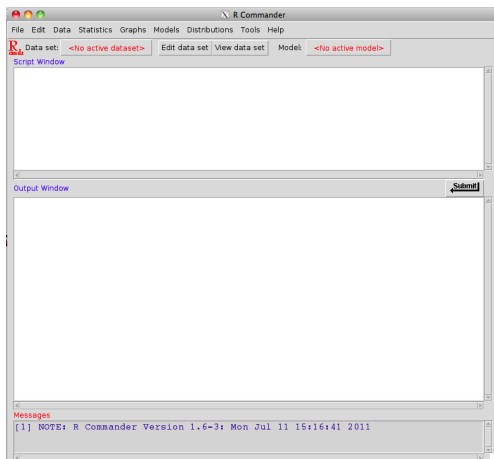 R Commander
File Edit Data Statistics Graphs Models Distributions Tools Help
R Data set: <No active dataset> Edit data set View data set Model: <No active model>
Script Window
Output Window Submit
Messages
[1] NOTE: R Commander Version 1.6-3: Mon Jul 11 15:16:41 2011